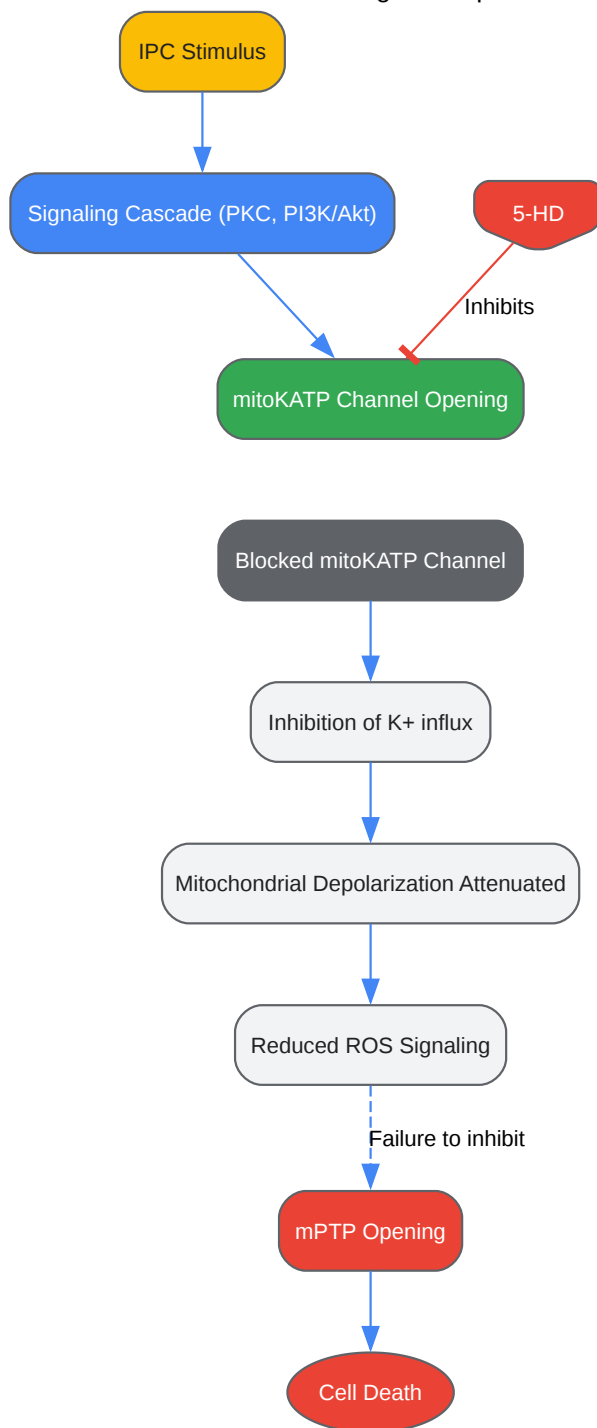 IPC Stimulus
Signaling Cascade (PKC, PI3K/Akt)
5-HD
Inhibits
mitoKATP Channel Opening
Blocked mitoKATP Channel
Inhibition of K+ influx
Mitochondrial Depolarization Attenuated
Reduced ROS Signaling
Failure to inhibit
mPTP Opening
Cell Death